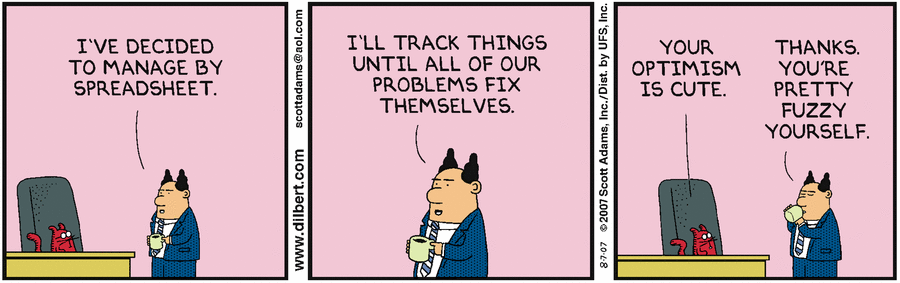 I'VE DECIDED
TO MANAGE BY
SPREADSHEET.
www.dilbert.com scottadams@aol.com
I'LL TRACK THINGS
UNTIL ALL OF OUR
PROBLEMS FIX
THEMSELVES.
8-7-07 ©2007 Scott Adams, Inc./Dist. by UFS, Inc.
YOUR
OPTIMISM
IS CUTE.
THANKS.
YOU'RE
PRETTY
FUZZY
YOURSELF.